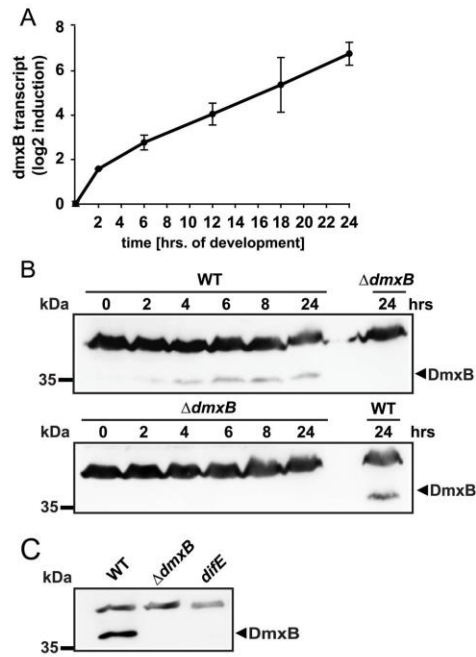 A
dmxB transcript
(log2 induction)
8
6
4
2
0
2 4 6 8 10 12 14 16 18 20 22 24
time [hrs. of development]
B
WT ΔdmxB
kDa 0 2 4 6 8 24 24 hrs
35 DmxB
ΔdmxB WT
kDa 0 2 4 6 8 24 24 hrs
35 DmxB
C
kDa WT ΔdmxB difE
35 DmxB